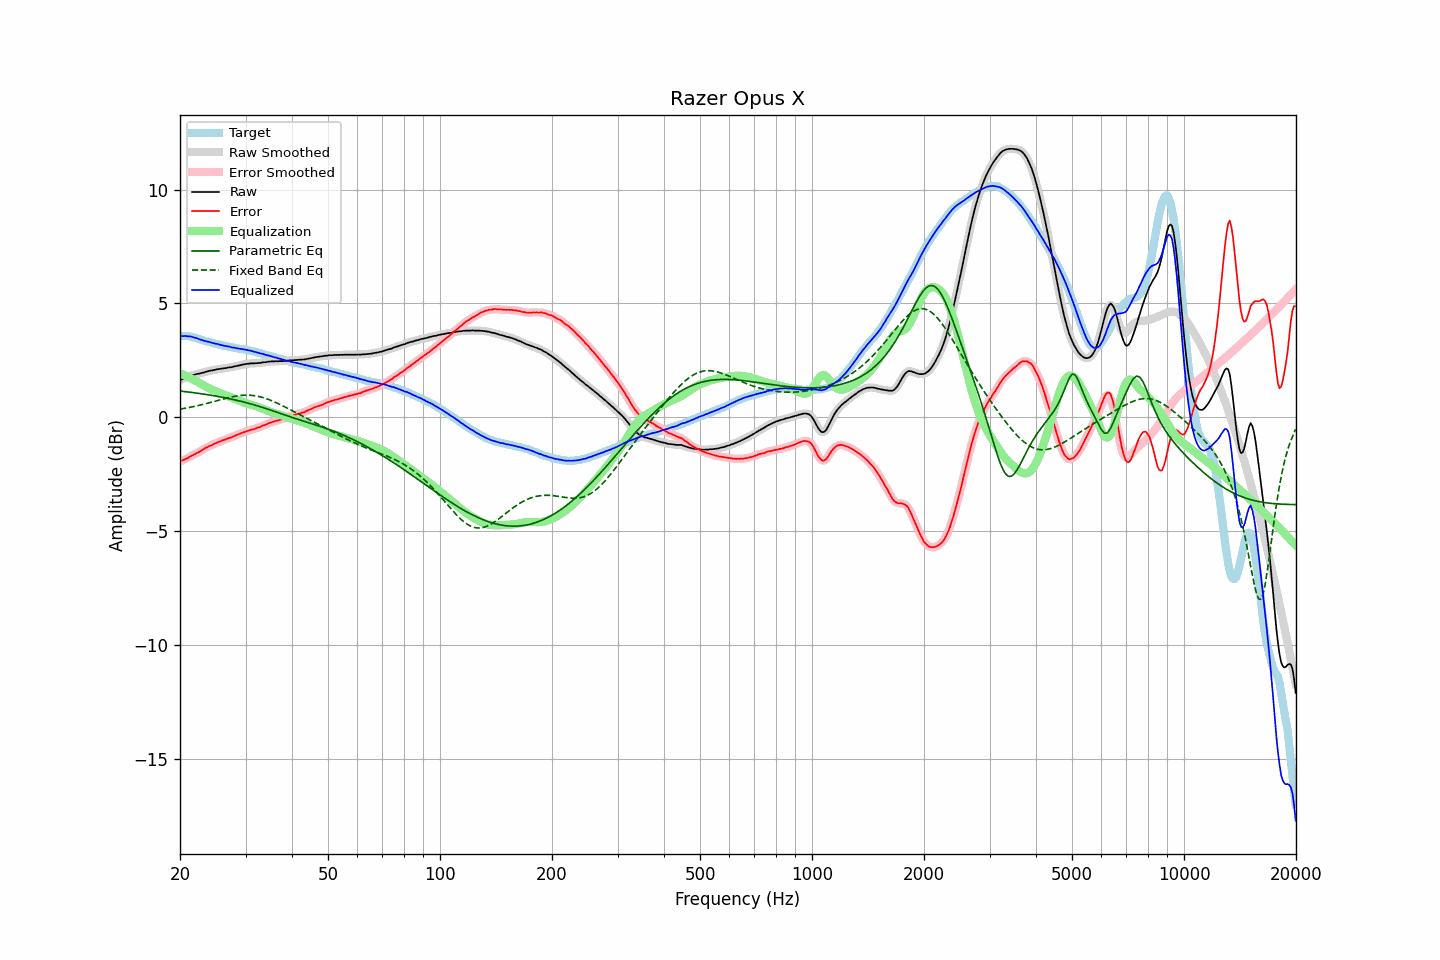 Razer Opus X
Target
Raw Smoothed
Error Smoothed
Raw
Error
Equalization
Parametric Eq
Fixed Band Eq
Equalized
10
5
0
−5
−10
−15
Amplitude (dBr)
20
50
100
200
500
1000
2000
5000
10000
20000
Frequency (Hz)